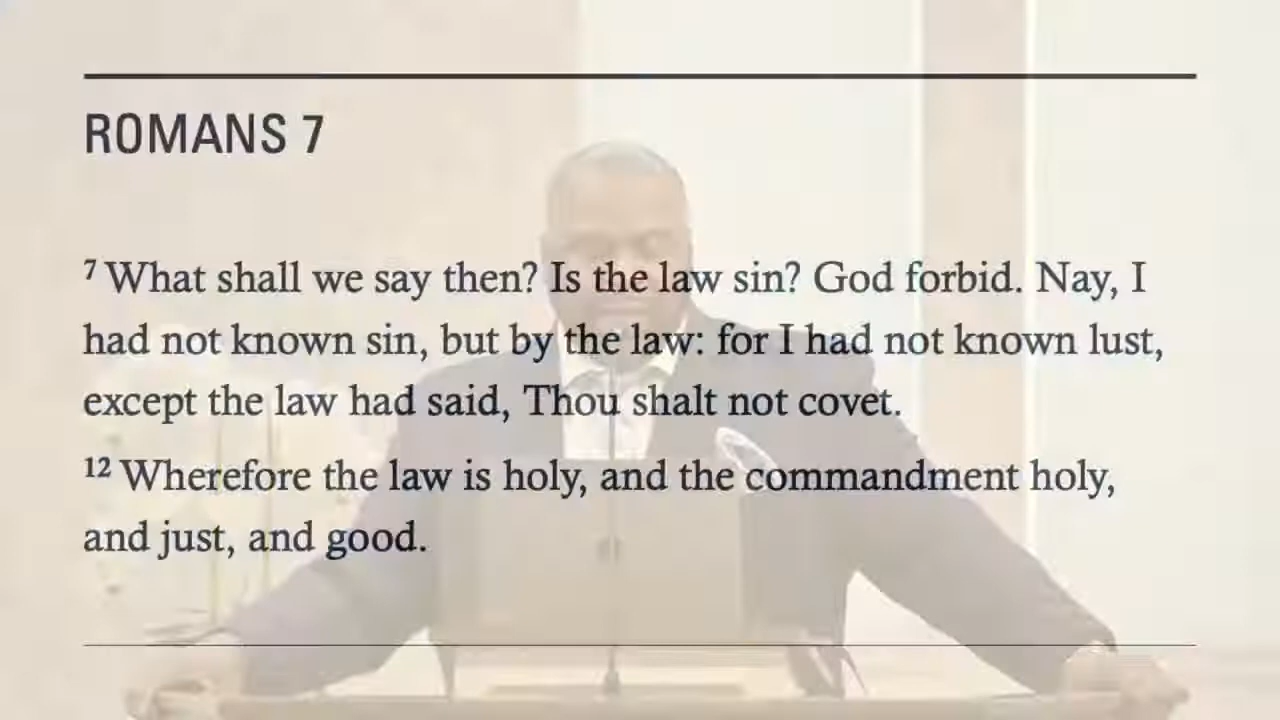 ROMANS 7
7 What shall we say then? Is the law sin? God forbid. Nay, I
had not known sin, but by the law: for I had not known lust,
except the law had said, Thou shalt not covet.
12 Wherefore the law is holy, and the commandment holy,
and just, and good.